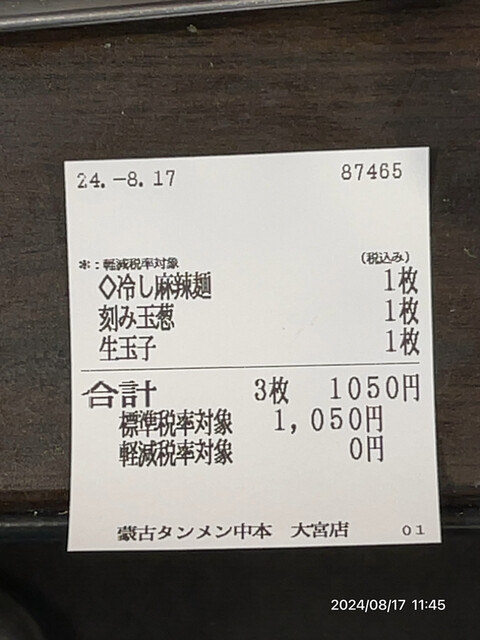 24.-8.17 87465
*:軽減税率対象 (税込み)
◇冷し麻辣麺 1枚
刻み玉葱 1枚
生玉子 1枚
合計 3枚 1050円
標準税率対象 1,050円
軽減税率対象 0円
蒙古タンメン中本 大宮店 01
2024/08/17 11:45